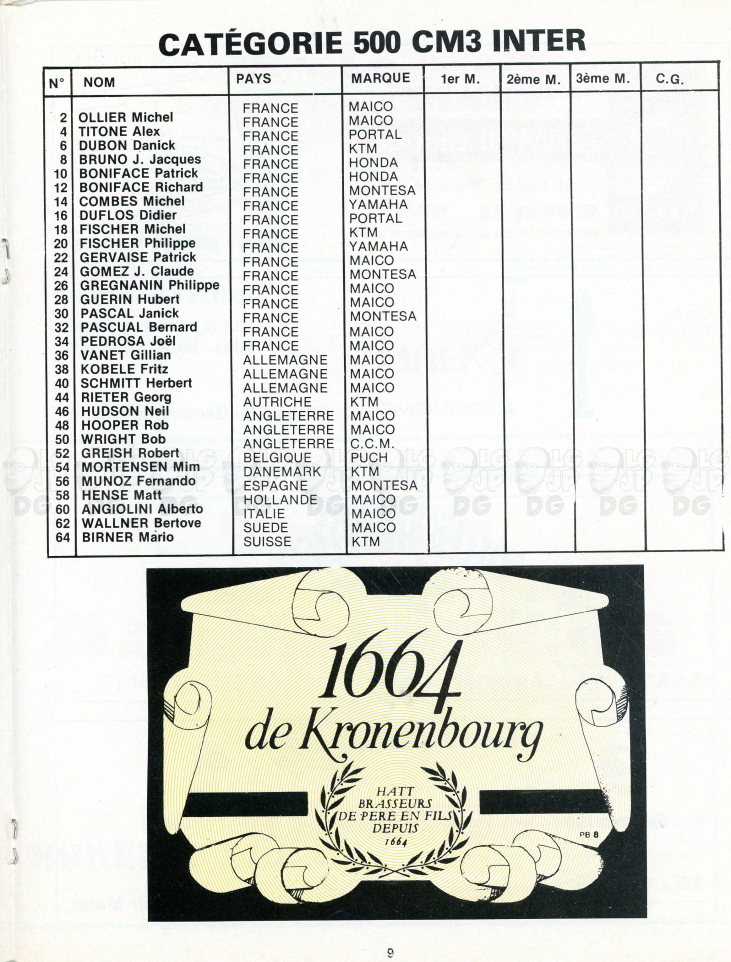 CATÉGORIE 500 CM3 INTER
N° NOM PAYS MARQUE 1er M. 2ème M. 3ème M. C.G.
FRANCE MAICO
2 OLLIER Michel FRANCE MAICO
4 TITONE Alex FRANCE PORTAL
6 DUBON Danick FRANCE KTM
8 BRUNO J. Jacques FRANCE HONDA
10 BONIFACE Patrick FRANCE HONDA
12 BONIFACE Richard FRANCE MONTESA
14 COMBES Michel FRANCE YAMAHA
16 DUFLOS Didier FRANCE PORTAL
18 FISCHER Michel FRANCE KTM
20 FISCHER Philippe FRANCE YAMAHA
22 GERVAISE Patrick FRANCE MAICO
24 GOMEZ J. Claude FRANCE MONTESA
26 GREGNANIN Philippe FRANCE MAICO
28 GUERIN Hubert FRANCE MAICO
30 PASCAL Janick FRANCE MONTESA
32 PASCUAL Bernard FRANCE MAICO
34 PEDROSA Joël FRANCE MAICO
36 VANET Gillian ALLEMAGNE MAICO
38 KOBELE Fritz ALLEMAGNE MAICO
40 SCHMITT Herbert ALLEMAGNE MAICO
44 RIETER Georg AUTRICHE KTM
46 HUDSON Neil ANGLETERRE MAICO
48 HOOPER Rob ANGLETERRE MAICO
50 WRIGHT Bob ANGLETERRE C.C.M.
52 GREISH Robert BELGIQUE PUCH
54 MORTENSEN Mim DANEMARK KTM
56 MUNOZ Fernando ESPAGNE MONTESA
58 HENSE Matt HOLLANDE MAICO
60 ANGIOLINI Alberto ITALIE MAICO
62 WALLNER Bertove SUEDE MAICO
64 BIRNER Mario SUISSE KTM
1664
de Kronenbourg
HATT
BRASSEURS
DE PERE EN FILS
DEPUIS
1664
PB 8
9